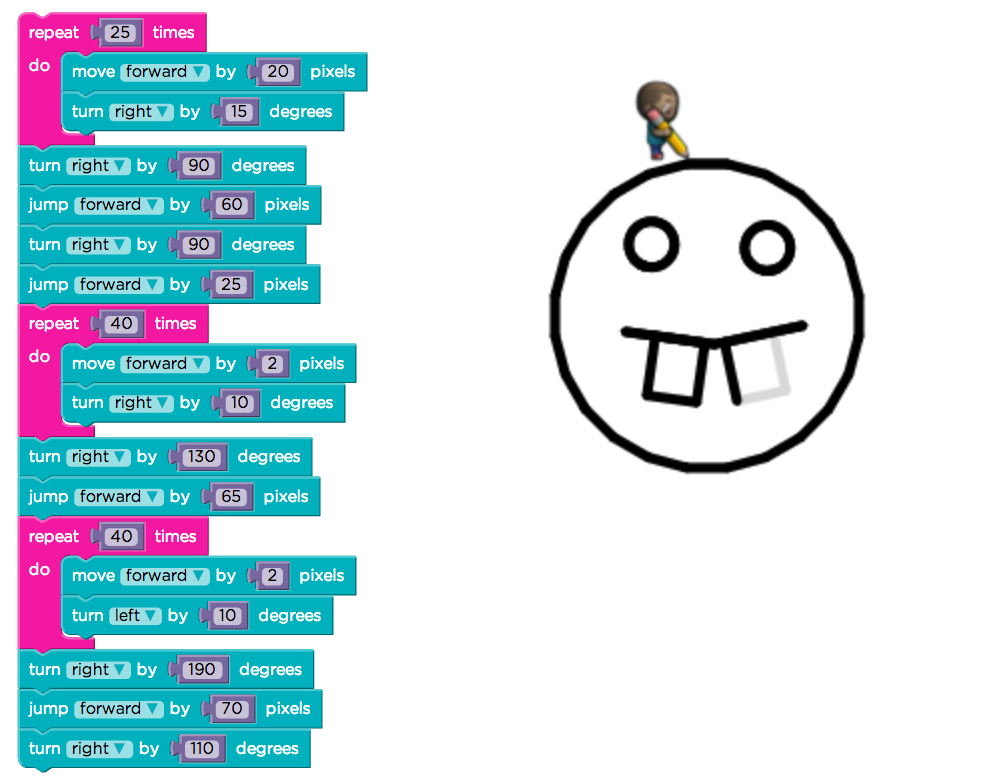 repeat 25 times
do
move forward ▼ by 20 pixels
turn right ▼ by 15 degrees
turn right ▼ by 90 degrees
jump forward ▼ by 60 pixels
turn right ▼ by 90 degrees
jump forward ▼ by 25 pixels
repeat 40 times
do
move forward ▼ by 2 pixels
turn right ▼ by 10 degrees
turn right ▼ by 130 degrees
jump forward ▼ by 65 pixels
repeat 40 times
do
move forward ▼ by 2 pixels
turn left ▼ by 10 degrees
turn right ▼ by 190 degrees
jump forward ▼ by 70 pixels
turn right ▼ by 110 degrees